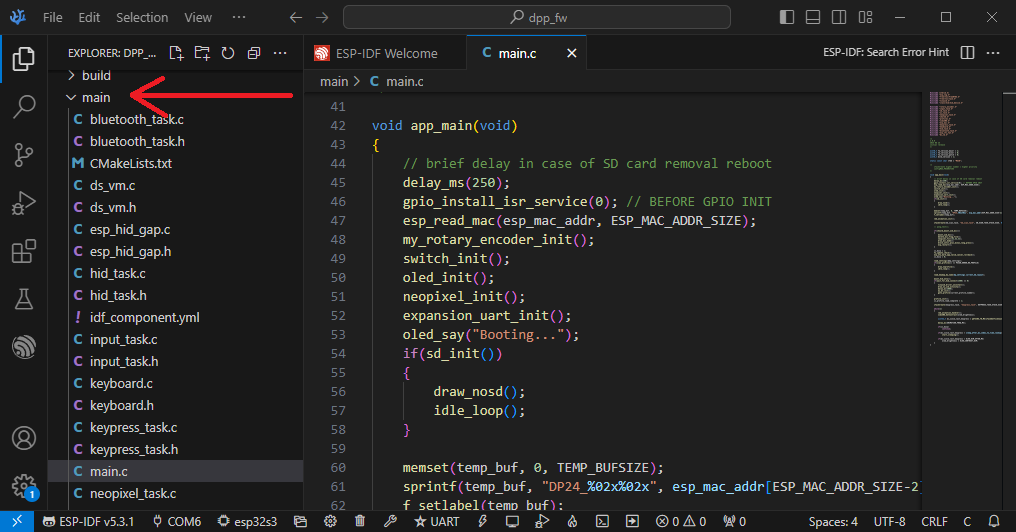 File Edit Selection View ··· dpp_fw
EXPLORER: DPP_... ···
build
main
bluetooth_task.c
bluetooth_task.h
CMakeLists.txt
ds_vm.c
ds_vm.h
esp_hid_gap.c
esp_hid_gap.h
hid_task.c
hid_task.h
idf_component.yml
input_task.c
input_task.h
keyboard.c
keyboard.h
keypress_task.c
keypress_task.h
main.c
neopixel_task.c
ESP-IDF Welcome
C main.c
ESP-IDF: Search Error Hint ···
main > C main.c
41
42 void app_main(void)
43 {
44 // brief delay in case of SD card removal reboot
45 delay_ms(250);
46 gpio_install_isr_service(0); // BEFORE GPIO INIT
47 esp_read_mac(esp_mac_addr, ESP_MAC_ADDR_SIZE);
48 my_rotary_encoder_init();
49 switch_init();
50 oled_init();
51 neopixel_init();
52 expansion_uart_init();
53 oled_say("Booting...");
54 if(sd_init())
55 {
56 draw_nosd();
57 idle_loop();
58 }
59
60 memset(temp_buf, 0, TEMP_BUFSIZE);
61 sprintf(temp_buf, "DP24_%02x%02x", esp_mac_addr[ESP_MAC_ADDR_SIZE-2]
62 f_setlabel(temp_buf);
1
ESP-IDF v5.3.1 COM6 esp32s3 UART 0 0 0 Spaces: 4 UTF-8 CRLF C